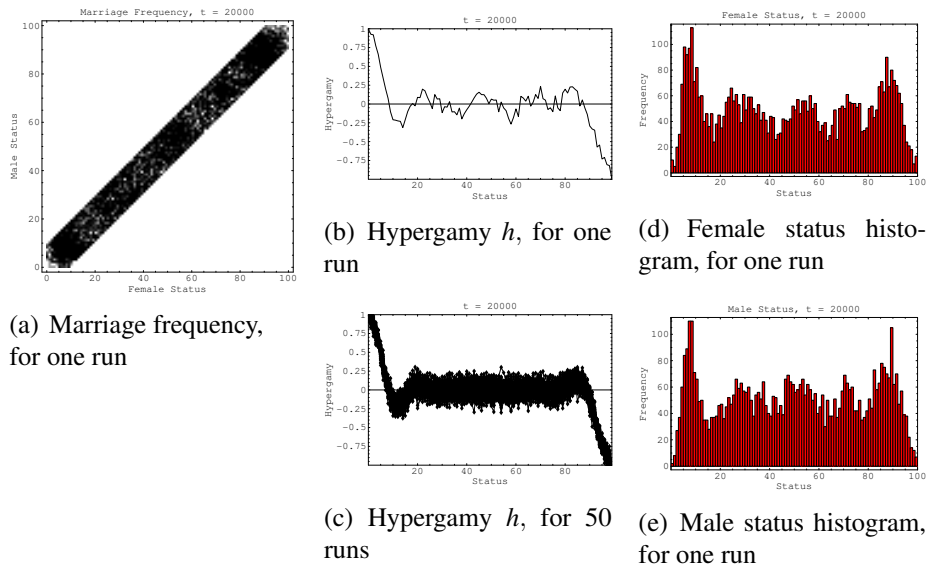 Marriage Frequency, t = 20000
100
80
60
40
20
0
Male Status
0 20 40 60 80 100
Female Status
(a) Marriage frequency,
for one run
t = 20000
1
0.75
0.5
0.25
0
-0.25
-0.5
-0.75
Hypergamy
20 40 60 80
Status
(b) Hypergamy h, for one
run
t = 20000
1
0.75
0.5
0.25
0
-0.25
-0.5
-0.75
Hypergamy
20 40 60 80
Status
(c) Hypergamy h, for 50
runs
Female Status, t = 20000
100
80
60
40
20
0
Frequency
20 40 60 80 100
Status
(d) Female status histo-
gram, for one run
Male Status, t = 20000
100
80
60
40
20
0
Frequency
20 40 60 80 100
Status
(e) Male status histogram,
for one run